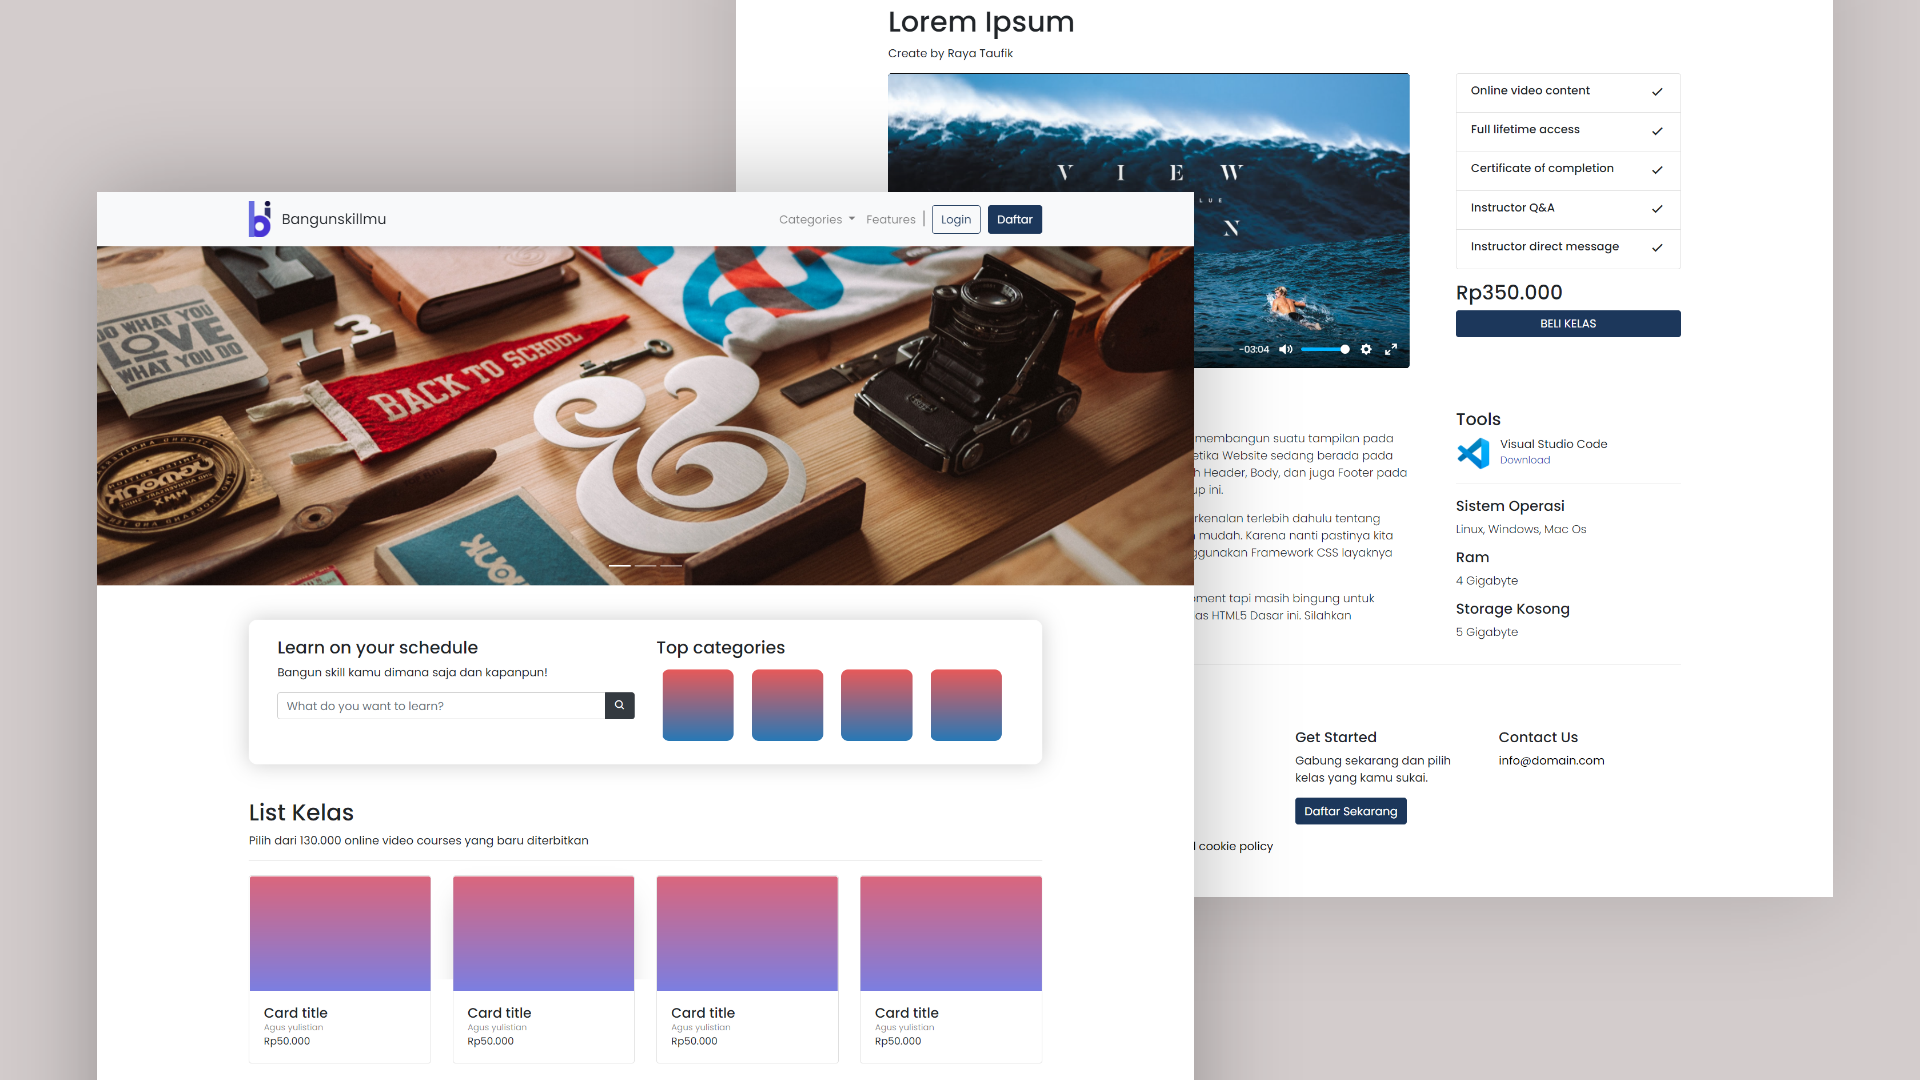 Lorem Ipsum
Create by Raya Taufik
VIEW
LUE
N
-03:04
Online video content
Full lifetime access
Certificate of completion
Instructor Q&A
Instructor direct message
Rp350.000
BELI KELAS
Tools
Visual Studio Code
Download
Sistem Operasi
Linux, Windows, Mac Os
Ram
4 Gigabyte
Storage Kosong
5 Gigabyte
membangun suatu tampilan pada
etika Website sedang berada pada
h Header, Body, dan juga Footer pada
up ini.
rkenalan terlebih dahulu tentang
n mudah. Karena nanti pastinya kita
ggunakan Framework CSS layaknya
ment tapi masih bingung untuk
as HTML5 Dasar ini. Silahkan
Get Started
Gabung sekarang dan pilih
kelas yang kamu sukai.
Daftar Sekarang
Contact Us
info@domain.com
cookie policy
bi
Bangunskillmu
Categories
Features
Login
Daftar
DO WHAT YOU
LOVE
WHAT YOU DO
Y
73
BACK TO SCHOOL
&
UGMONK
XMM
UGMONK
Learn on your schedule
Bangun skill kamu dimana saja dan kapanpun!
What do you want to learn?
Top categories
List Kelas
Pilih dari 130.000 online video courses yang baru diterbitkan
Card title
Agus yulistian
Rp50.000
Card title
Agus yulistian
Rp50.000
Card title
Agus yulistian
Rp50.000
Card title
Agus yulistian
Rp50.000